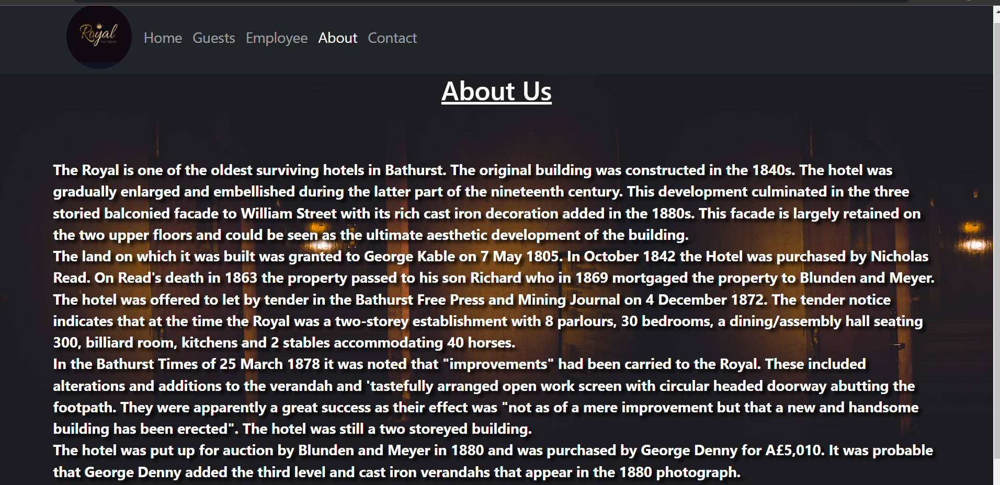 Royal
Your Tagline
Home Guests Employee About Contact
About Us
The Royal is one of the oldest surviving hotels in Bathurst. The original building was constructed in the 1840s. The hotel was
gradually enlarged and embellished during the latter part of the nineteenth century. This development culminated in the three
storied balconied facade to William Street with its rich cast iron decoration added in the 1880s. This facade is largely retained on
the two upper floors and could be seen as the ultimate aesthetic development of the building.
The land on which it was built was granted to George Kable on 7 May 1805. In October 1842 the Hotel was purchased by Nicholas
Read. On Read's death in 1863 the property passed to his son Richard who in 1869 mortgaged the property to Blunden and Meyer.
The hotel was offered to let by tender in the Bathurst Free Press and Mining Journal on 4 December 1872. The tender notice
indicates that at the time the Royal was a two-storey establishment with 8 parlours, 30 bedrooms, a dining/assembly hall seating
300, billiard room, kitchens and 2 stables accommodating 40 horses.
In the Bathurst Times of 25 March 1878 it was noted that "improvements" had been carried to the Royal. These included
alterations and additions to the verandah and 'tastefully arranged open work screen with circular headed doorway abutting the
footpath. They were apparently a great success as their effect was "not as of a mere improvement but that a new and handsome
building has been erected". The hotel was still a two storeyed building.
The hotel was put up for auction by Blunden and Meyer in 1880 and was purchased by George Denny for A£5,010. It was probable
that George Denny added the third level and cast iron verandahs that appear in the 1880 photograph.